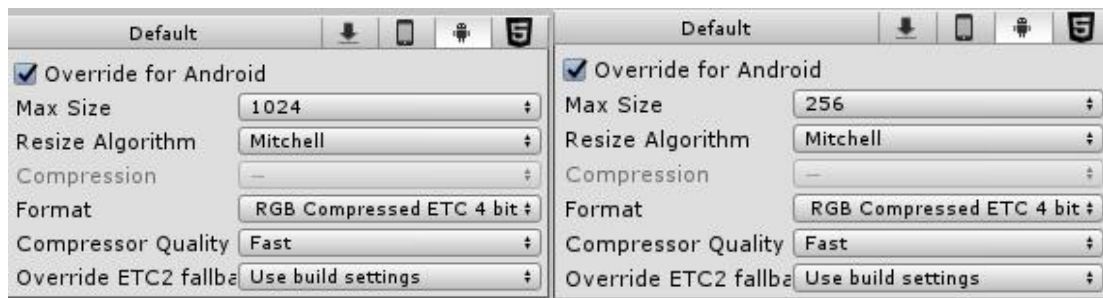 Default
Override for Android
Max Size 1024
Resize Algorithm Mitchell
Compression —
Format RGB Compressed ETC 4 bit
Compressor Quality Fast
Override ETC2 fallba Use build settings
Default
Override for Android
Max Size 256
Resize Algorithm Mitchell
Compression —
Format RGB Compressed ETC 4 bit
Compressor Quality Fast
Override ETC2 fallba Use build settings